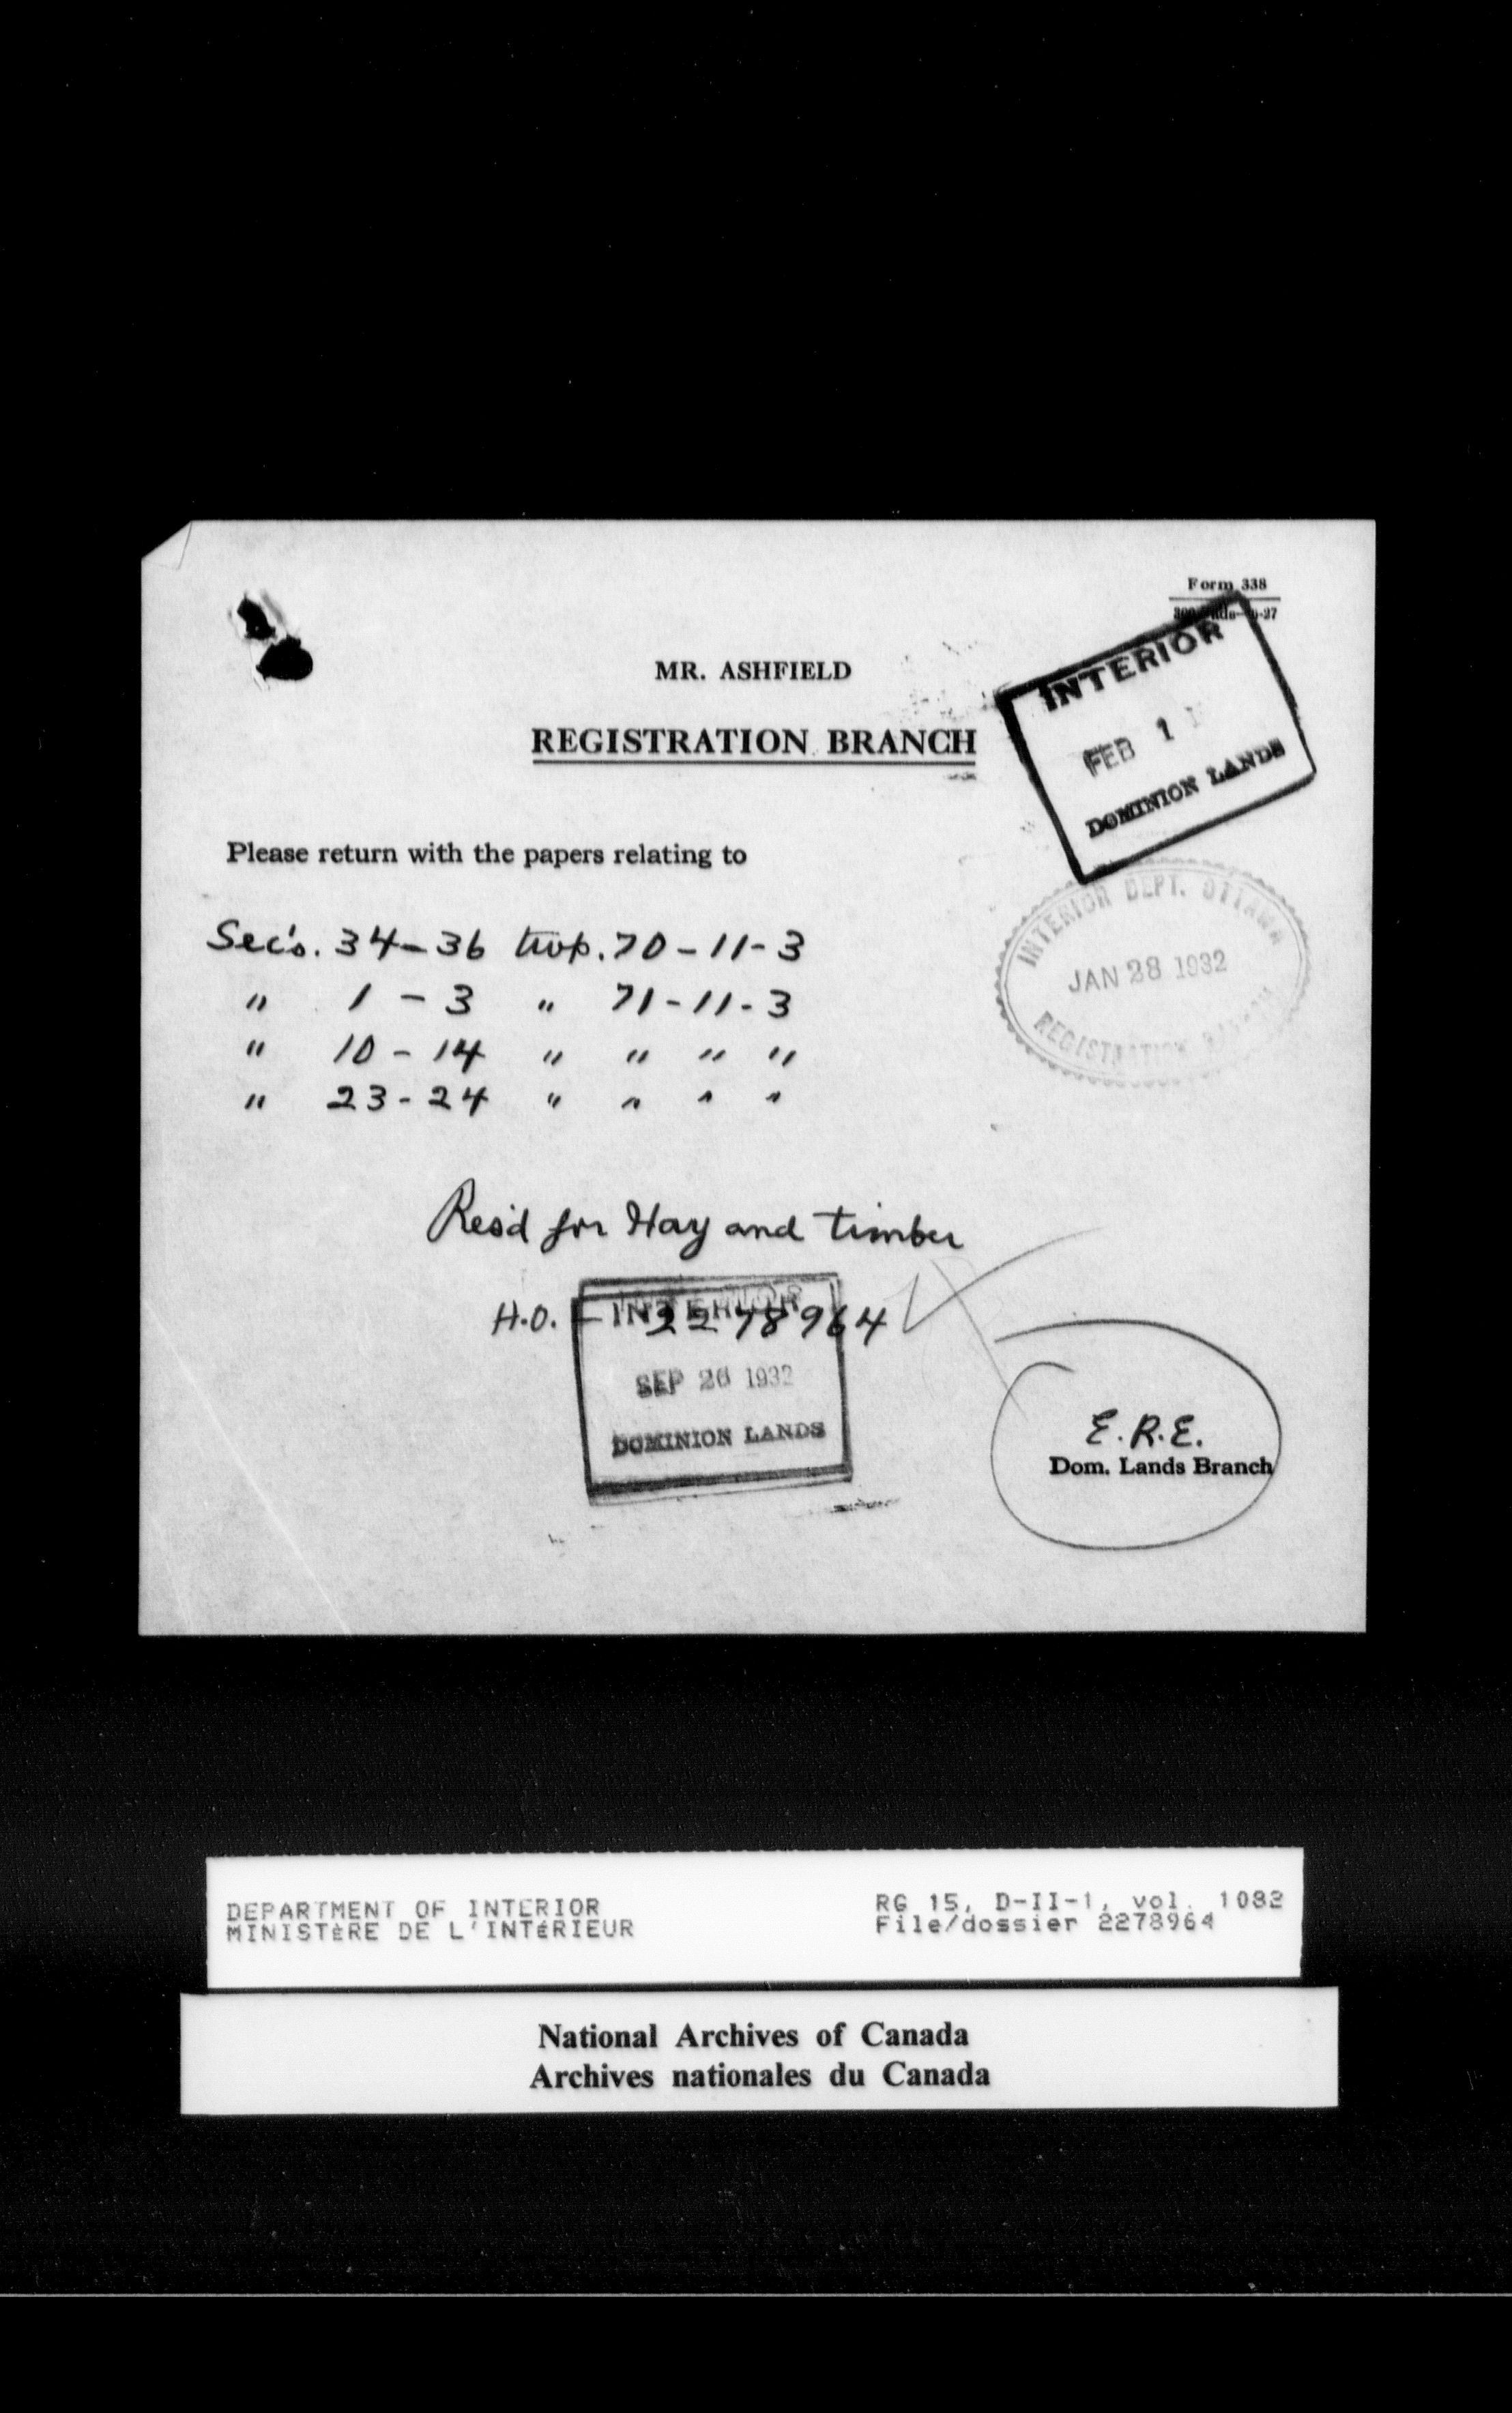 Form 338
MR. ASHFIELD
REGISTRATION BRANCH
INTERIOR
FEB 1
DOMINION LANDS
Please return with the papers relating to
INTERIOR DEPT. OTTAWA
JAN 28 1932
REGISTRATION BRANCH
Sec's. 34-36 twp. 70-11-3
" 1-3 " 71-11-3
" 10-14 " " " "
" 23-24 " " " "
Res'd for Hay and timber
H.O. - 2278964
INTERIOR
SEP 26 1932
DOMINION LANDS
E.R.E.
Dom. Lands Branch
DEPARTMENT OF INTERIOR
MINISTÈRE DE L'INTÉRIEUR
RG 15, D-II-1, vol. 1082
File/dossier 2278964
National Archives of Canada
Archives nationales du Canada